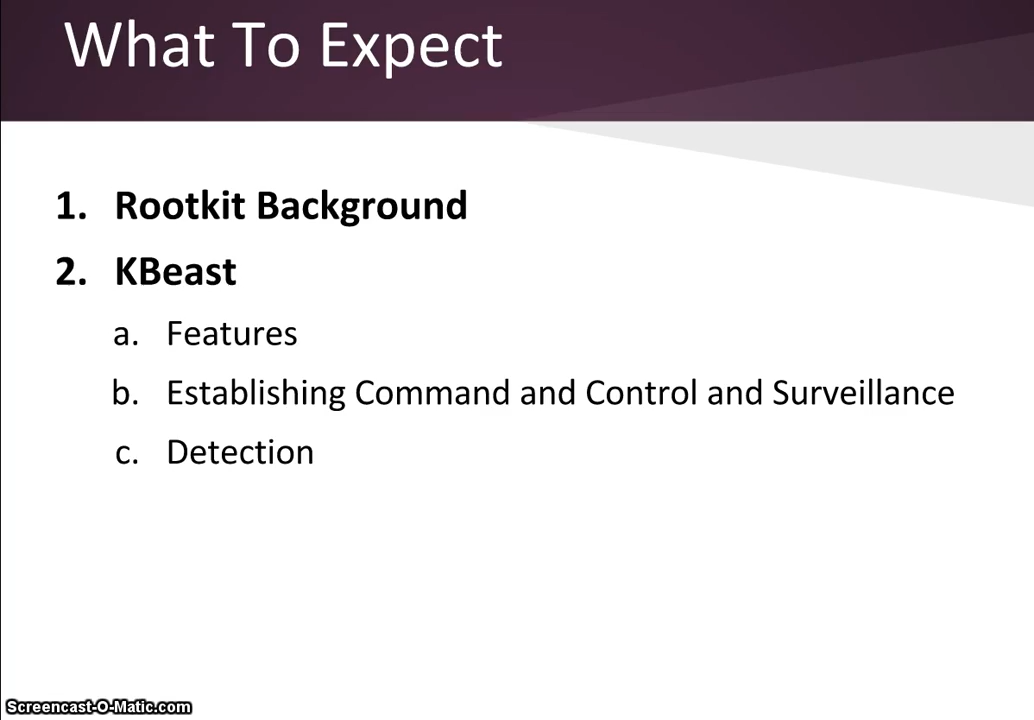 What To Expect
1. Rootkit Background
2. KBeast
a. Features
b. Establishing Command and Control and Surveillance
c. Detection
Screencast-O-Matic.com